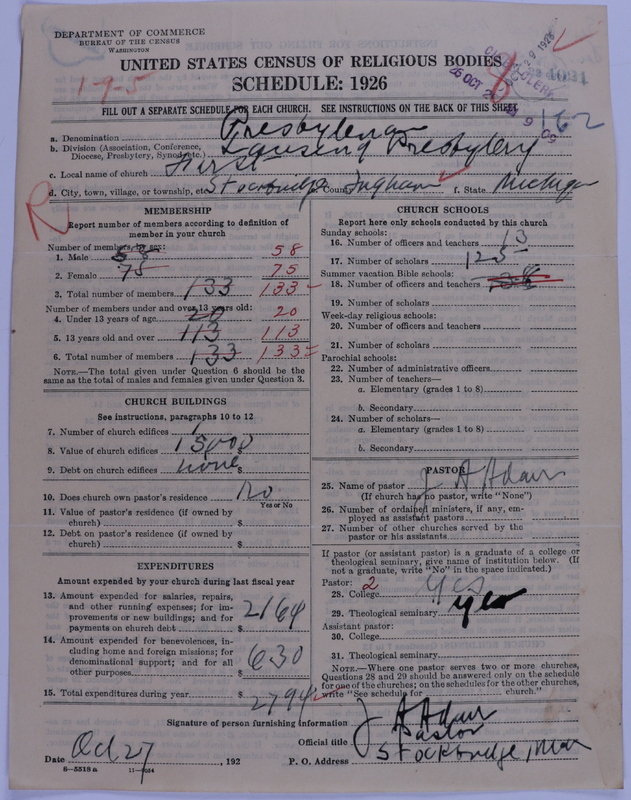 DEPARTMENT OF COMMERCE
BUREAU OF THE CENSUS
WASHINGTON
1-9-5
UNITED STATES CENSUS OF RELIGIOUS BODIES
SCHEDULE: 1926
FILL OUT A SEPARATE SCHEDULE FOR EACH CHURCH. SEE INSTRUCTIONS ON THE BACK OF THIS SHEET
162
a. Denomination Presbyterian
b. Division (Association, Conference, Diocese, Presbytery, Synod, etc.) Lansing Presbytery
c. Local name of church First
d. City, town, village, or township, etc. Stockbridge e. County Ingham f. State Michigan
R
MEMBERSHIP
Report number of members according to definition of
member in your church
Number of members, by sex:
1. Male 58 58
2. Female 75 75
3. Total number of members 133 133
Number of members under and over 13 years old:
4. Under 13 years of age 20 20
5. 13 years old and over 113 113
6. Total number of members 133 133
NOTE.—The total given under Question 6 should be
same as the total of males and females given under Question 3.
CHURCH BUILDINGS
See instructions, paragraphs 10 to 12
7. Number of church edifices 1
8. Value of church edifices $ 15000
9. Debt on church edifices $ none
10. Does church own pastor's residence No
Yes or No
11. Value of pastor's residence (if owned by
church) $
12. Debt on pastor's residence (if owned by
church) $
EXPENDITURES
Amount expended by your church during last fiscal year
13. Amount expended for salaries, repairs,
and other running expenses; for im-
provements or new buildings; and for
payments on church debt $ 2164
14. Amount expended for benevolences, in-
cluding home and foreign missions; for
denominational support; and for all
other purposes $ 630
15. Total expenditures during year $ 2794
CHURCH SCHOOLS
Report here only schools conducted by this church
Sunday schools:
16. Number of officers and teachers 13
17. Number of scholars 125
Summer vacation Bible schools:
18. Number of officers and teachers
19. Number of scholars
Week-day religious schools:
20. Number of officers and teachers
21. Number of scholars
Parochial schools:
22. Number of administrative officers
23. Number of teachers—
a. Elementary (grades 1 to 8)
b. Secondary
24. Number of scholars—
a. Elementary (grades 1 to 8)
b. Secondary
PASTOR
25. Name of pastor J A Adair
(If church has no pastor, write "None")
26. Number of ordained ministers, if any, em-
ployed as assistant pastors
27. Number of other churches served by the
pastor or his assistants
If pastor (or assistant pastor) is a graduate of a college or
theological seminary, give name of institution below. (If
not a graduate, write "No" in the space indicated.)
Pastor: 2
28. College yes
29. Theological seminary yes
Assistant pastor:
30. College
31. Theological seminary
NOTE.—Where one pastor serves two or more churches,
Questions 28 and 29 should be answered only on the schedule
for one of the churches; on the schedules for the other churches,
write "See schedule for church."
Signature of person furnishing information J A Adair
Official title Pastor
Date Oct 27, 192 P. O. Address Stockbridge, Mich
8-5518a 11-9054